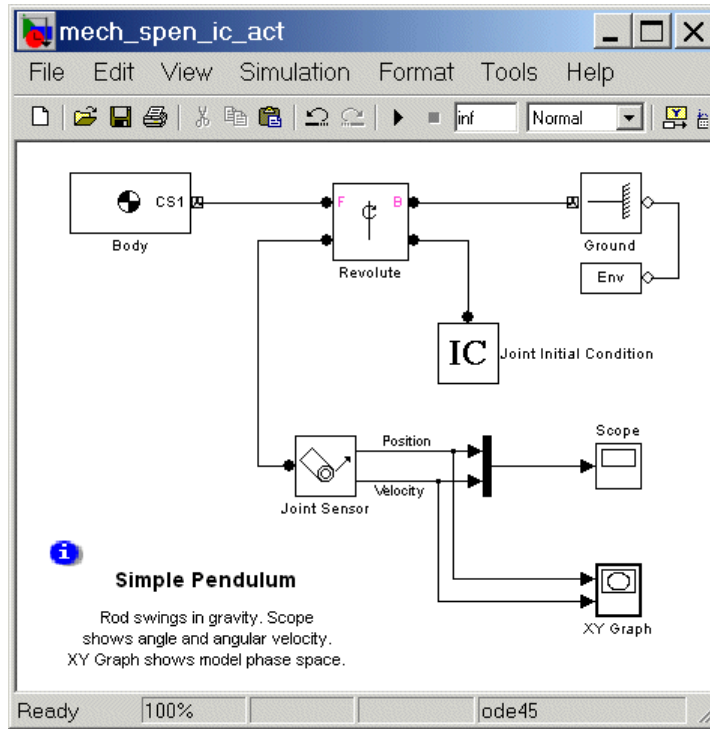 mech_spen_ic_act
File Edit View Simulation Format Tools Help
inf Normal
CS1
Body
F B
Revolute
Ground
Env
IC
Joint Initial Condition
Position
Velocity
Joint Sensor
Scope
XY Graph
i
Simple Pendulum
Rod swings in gravity. Scope
shows angle and angular velocity.
XY Graph shows model phase space.
Ready 100% ode45